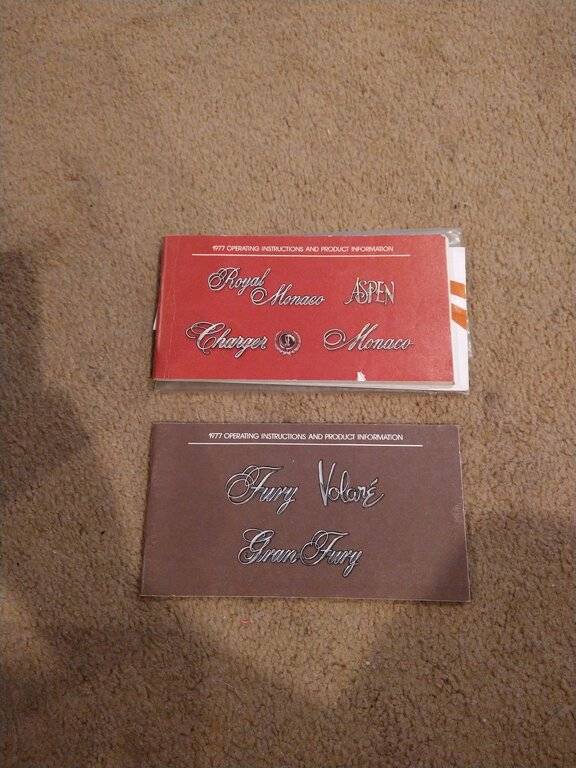 1977 OPERATING INSTRUCTIONS AND PRODUCT INFORMATION
Royal Monaco ASPEN
Charger Monaco
1977 OPERATING INSTRUCTIONS AND PRODUCT INFORMATION
Fury Volaré
Gran Fury